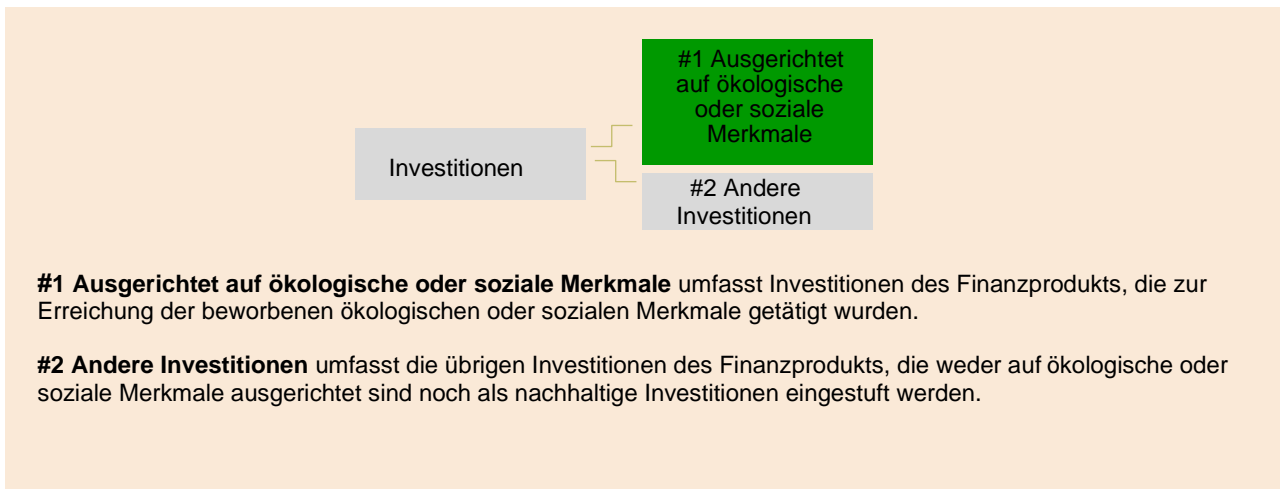 #1 Ausgerichtet
auf ökologische
oder soziale
Merkmale
Investitionen
#2 Andere
Investitionen
#1 Ausgerichtet auf ökologische oder soziale Merkmale umfasst Investitionen des Finanzprodukts, die zur
Erreichung der beworbenen ökologischen oder sozialen Merkmale getätigt wurden.
#2 Andere Investitionen umfasst die übrigen Investitionen des Finanzprodukts, die weder auf ökologische oder
soziale Merkmale ausgerichtet sind noch als nachhaltige Investitionen eingestuft werden.